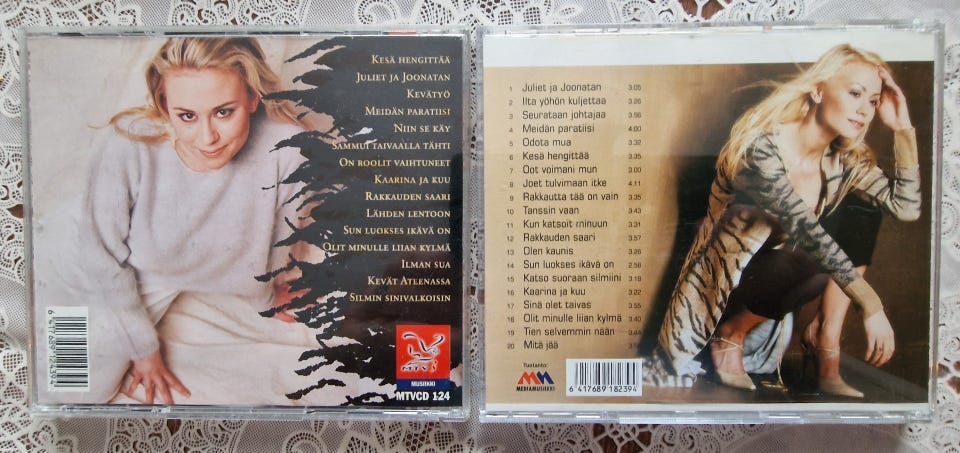 KESÄ HENGITTÄÄ
JULIET JA JOONATAN
KEVÄTYÖ
MEIDÄN PARATIISI
NIIN SE KÄY
SAMMUI TAIVAALLA TÄHTI
ON ROOLIT VAIHTUNEET
KAARINA JA KUU
RAKKAUDEN SAARI
LÄHDEN LENTOON
SUN LUOKSES IKÄVÄ ON
OLIT MINULLE LIIAN KYLMÄ
ILMAN SUA
KEVÄT ATEENASSA
SILMIN SINIVALKOISIN
MTV3
MUSIIKKI
MTVCD 124
1 Juliet ja Joonatan 3.05
2 Ilta yöhön kuljettaa 3.26
3 Seurataan johtajaa 3.56
4 Meidän paratiisi 4.00
5 Odota mua 3.32
6 Kesä hengittää 3.35
7 Oot voimani mun 3.00
8 Joet tulvimaan itke 4.11
9 Rakkautta tää on vain 3.35
10 Tanssin vaan 3.43
11 Kun katsoit minuun 3.31
12 Rakkauden saari 3.57
13 Olen kaunis 3.28
14 Sun luokses ikävä on 2.58
15 Katso suoraan silmiini 3.18
16 Kaarina ja kuu 3.22
17 Sinä olet taivas 3.55
18 Olit minulle liian kylmä 3.40
19 Tien selvemmin nään 3.44
20 Mitä jää
Tuotanto:
MEDIAMUSIIKKI
6 417689 182394